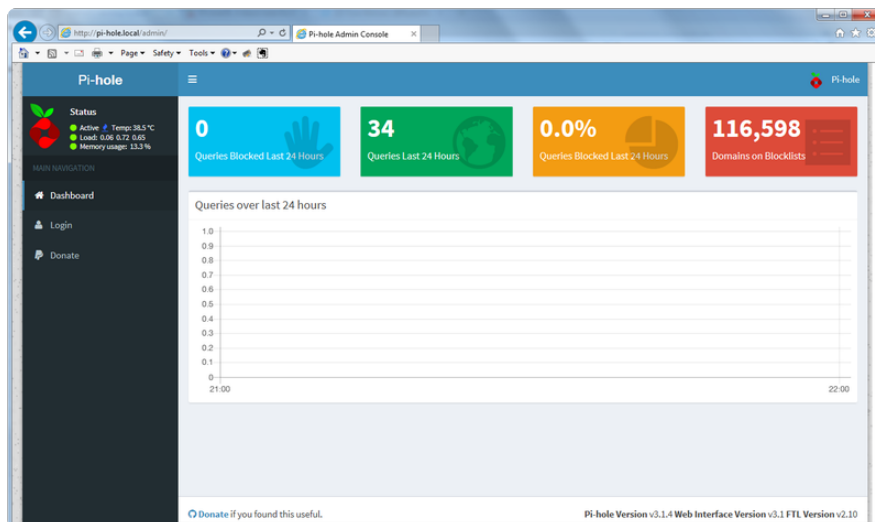 http://pi-hole.local/admin/
Pi-hole Admin Console
Page Safety Tools
Pi-hole
Pi-hole
Status
Active Temp: 38.5 °C
Load: 0.06 0.72 0.65
Memory usage: 13.3 %
MAIN NAVIGATION
Dashboard
Login
Donate
0
Queries Blocked Last 24 Hours
34
Queries Last 24 Hours
0.0%
Queries Blocked Last 24 Hours
116,598
Domains on Blocklists
Queries over last 24 hours
1.0
0.9
0.8
0.7
0.6
0.5
0.4
0.3
0.2
0.1
0
21:00 22:00
Donate if you found this useful.
Pi-hole Version v3.1.4 Web Interface Version v3.1 FTL Version v2.10